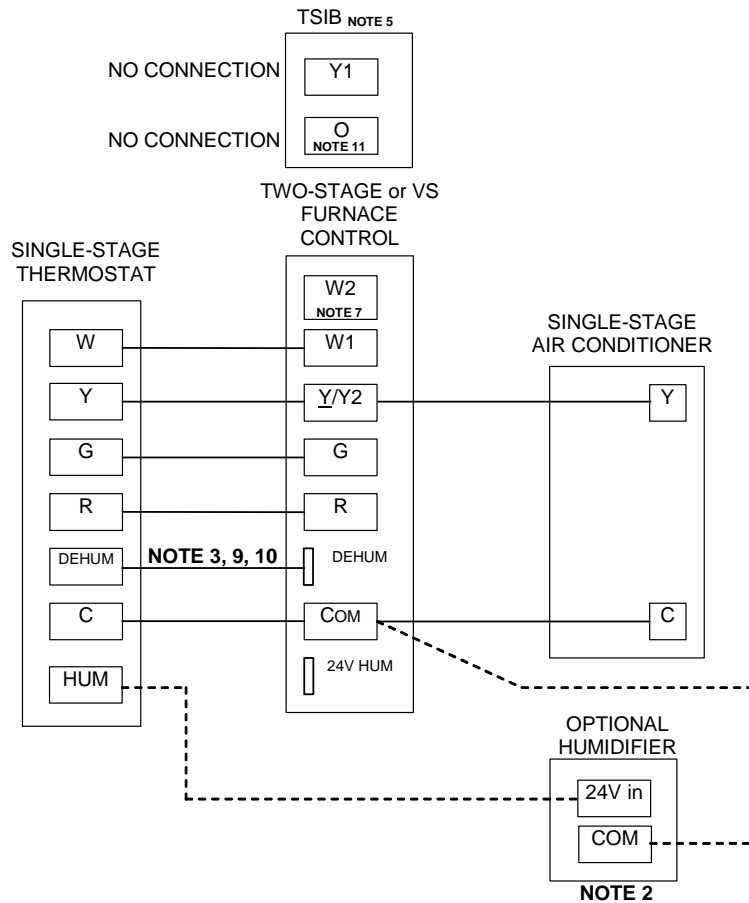 TSIB NOTE 5
NO CONNECTION
Y1
NO CONNECTION
O
NOTE 11
TWO-STAGE or VS
FURNACE
CONTROL
SINGLE-STAGE
THERMOSTAT
W2
NOTE 7
SINGLE-STAGE
AIR CONDITIONER
W
W1
Y
Y/Y2
Y
G
G
R
R
DEHUM
NOTE 3, 9, 10
DEHUM
C
COM
C
HUM
24V HUM
OPTIONAL
HUMIDIFIER
24V in
COM
NOTE 2